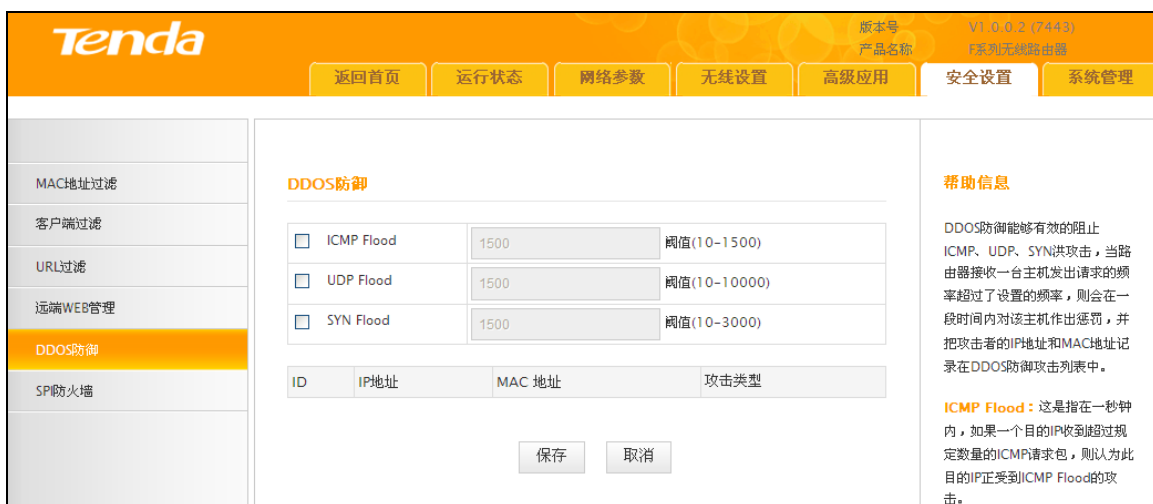 Tenda
版本号 V1.0.0.2 (7443)
产品名称 F系列无线路由器
返回首页 运行状态 网络参数 无线设置 高级应用 安全设置 系统管理
MAC地址过滤
客户端过滤
URL过滤
远端WEB管理
DDOS防御
SPI防火墙
DDOS防御
ICMP Flood 1500 阈值(10-1500)
UDP Flood 1500 阈值(10-10000)
SYN Flood 1500 阈值(10-3000)
ID IP地址 MAC 地址 攻击类型
保存 取消
帮助信息
DDOS防御能够有效的阻止
ICMP、UDP、SYN洪攻击，当路
由器接收一台主机发出请求的频
率超过了设置的频率，则会在一
段时间内对该主机作出惩罚，并
把攻击者的IP地址和MAC地址记
录在DDOS防御攻击列表中。
ICMP Flood：这是指在一秒钟
内，如果一个目的IP收到超过规
定数量的ICMP请求包，则认为此
目的IP正受到ICMP Flood的攻
击。